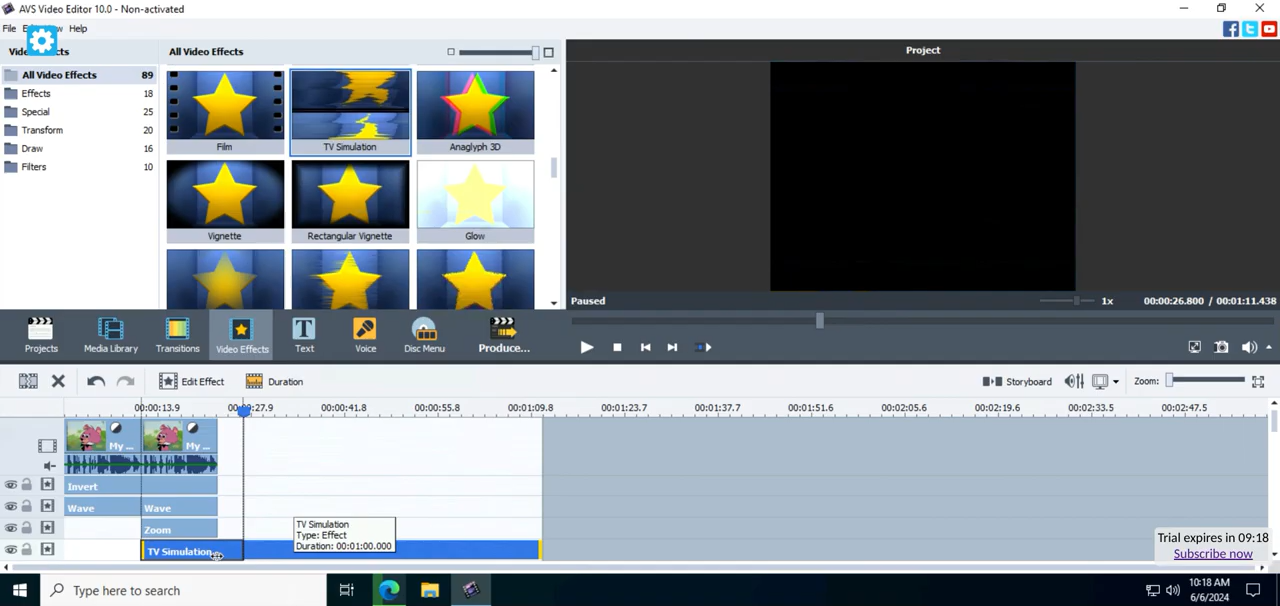 AVS Video Editor 10.0 - Non-activated
File
Help
All Video Effects
Project
All Video Effects 89
Effects 18
Special 25
Transform 20
Draw 16
Filters 10
Film
TV Simulation
Anaglyph 3D
Vignette
Rectangular Vignette
Glow
Paused
1x
00:00:26.800 / 00:01:11.438
Projects
Media Library
Transitions
Video Effects
Text
Voice
Disc Menu
Produce...
Edit Effect
Duration
Storyboard
Zoom:
00:00:13.9 00:00:27.9 00:00:41.8 00:00:55.8 00:01:09.8 00:01:23.7 00:01:37.7 00:01:51.6 00:02:05.6 00:02:19.6 00:02:33.5 00:02:47.5
My ... My ...
Invert
Wave Wave
Zoom
TV Simulation
TV Simulation
Type: Effect
Duration: 00:01:00.000
Trial expires in 09:18
Subscribe now
Type here to search
10:18 AM
6/6/2024